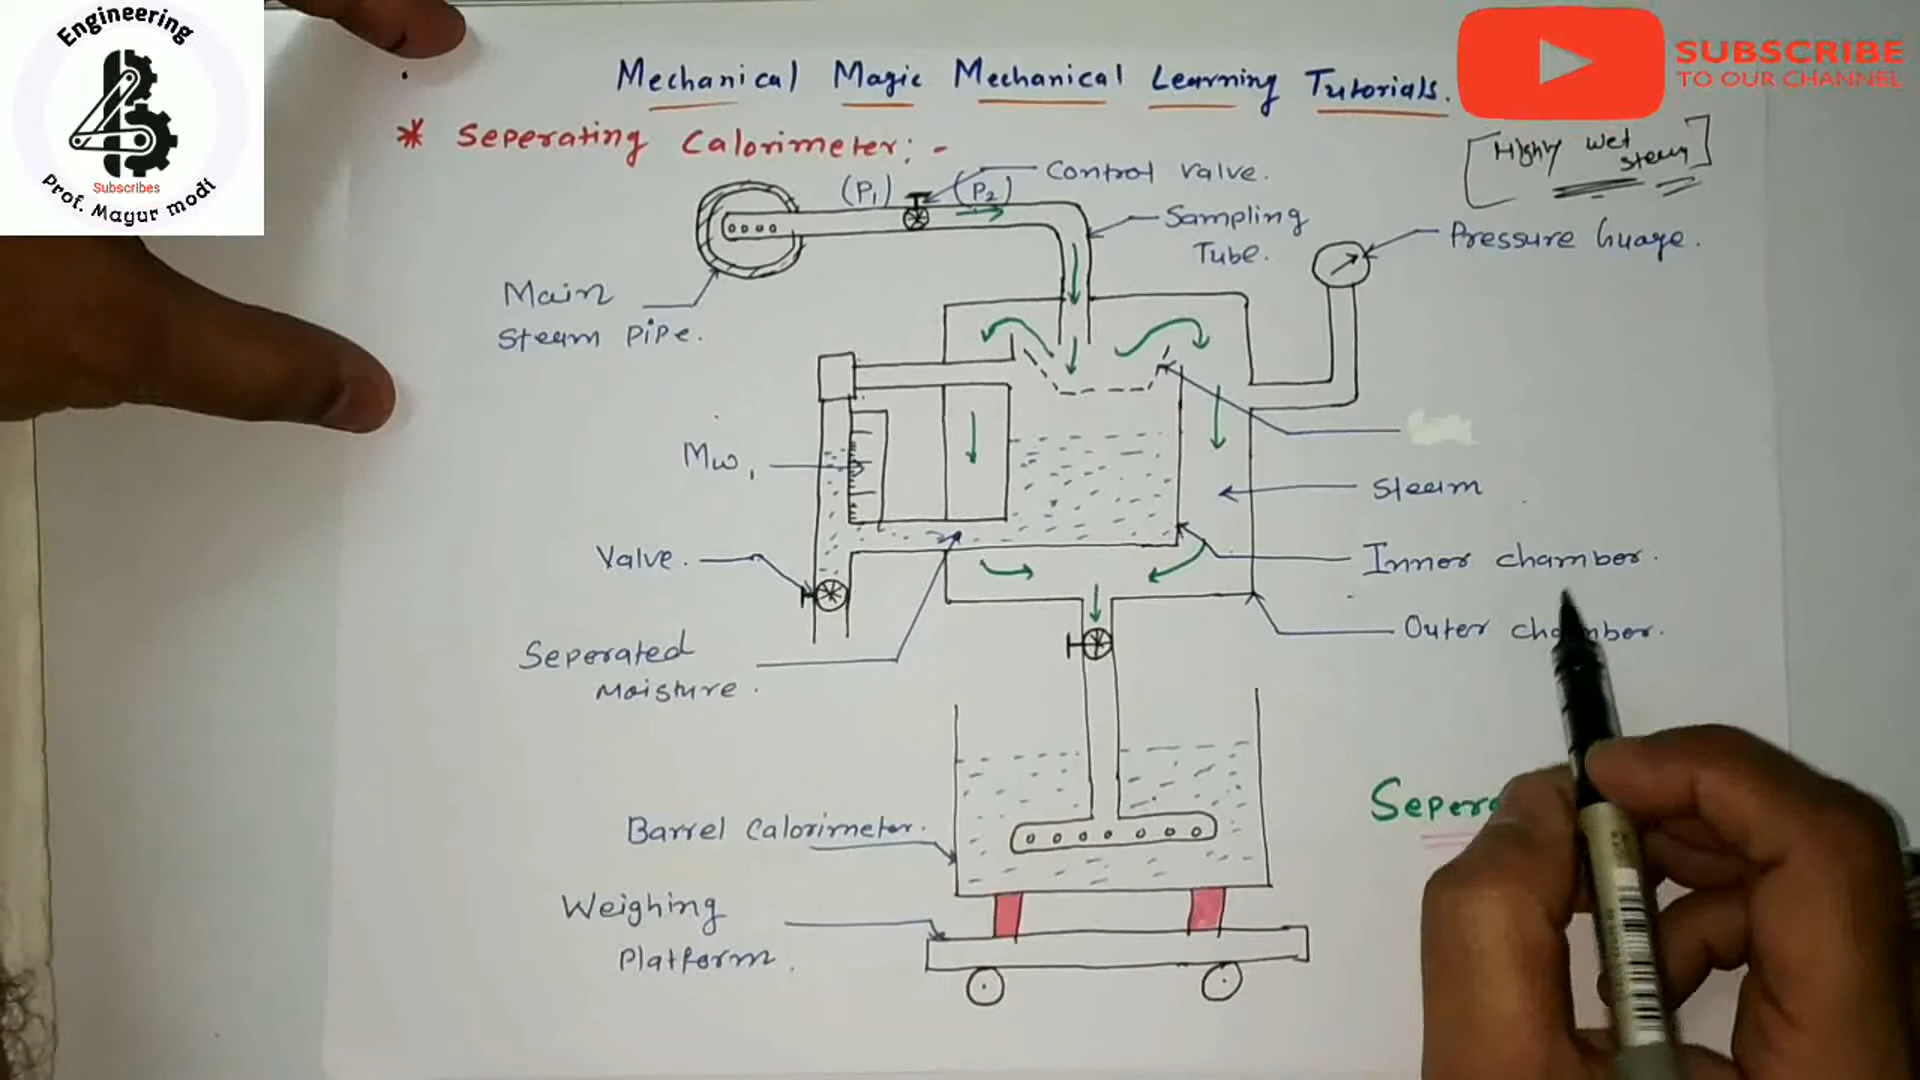 Engineering
Subscribes
Prof. Mayur modi
SUBSCRIBE
TO OUR CHANNEL
Mechanical Magic Mechanical Learning Tutorials.
* Seperating Calorimeter:-
[Highly wet
steam]
(P1)
(P2)
Control valve.
Sampling
Tube.
Pressure Guage.
Main
Steam Pipe.
Mw,
Steam
Valve.
Inner chamber.
Outer chamber.
Seperated
Moisture.
Barrel Calorimeter.
Weighing
Platform.